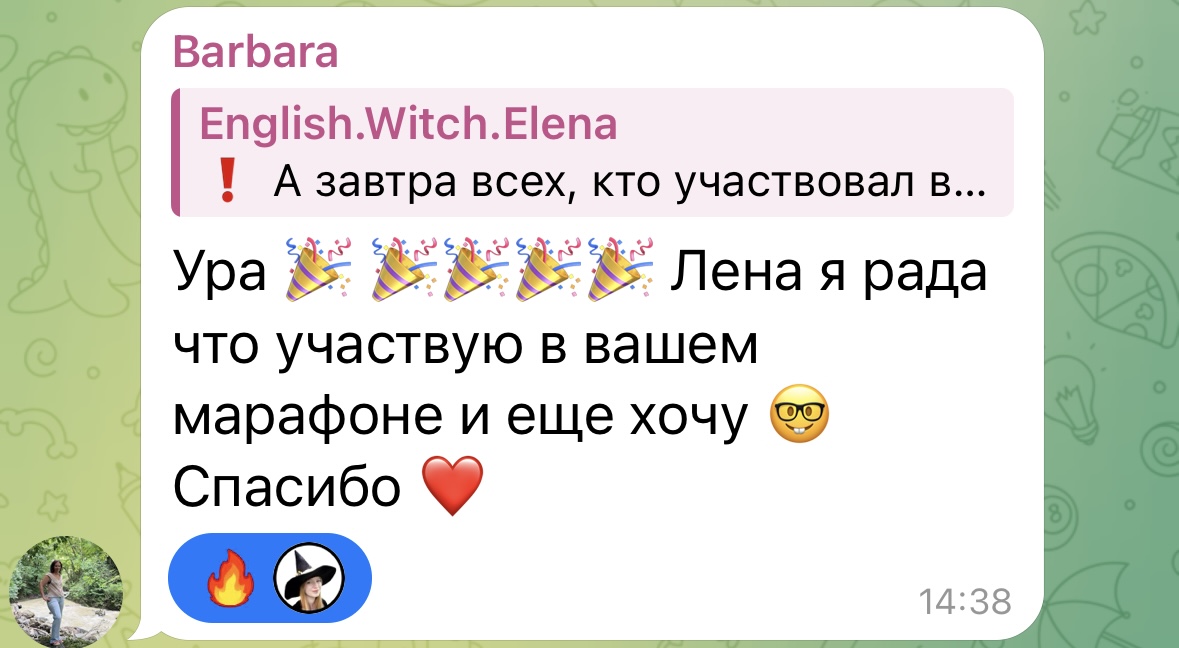 Barbara
English.Witch.Elena
❗ А завтра всех, кто участвовал в...
Ура 🎉 🎉🎉🎉🎉 Лена я рада
что участвую в вашем
марафоне и еще хочу 🤓
Спасибо ❤️
🔥
14:38